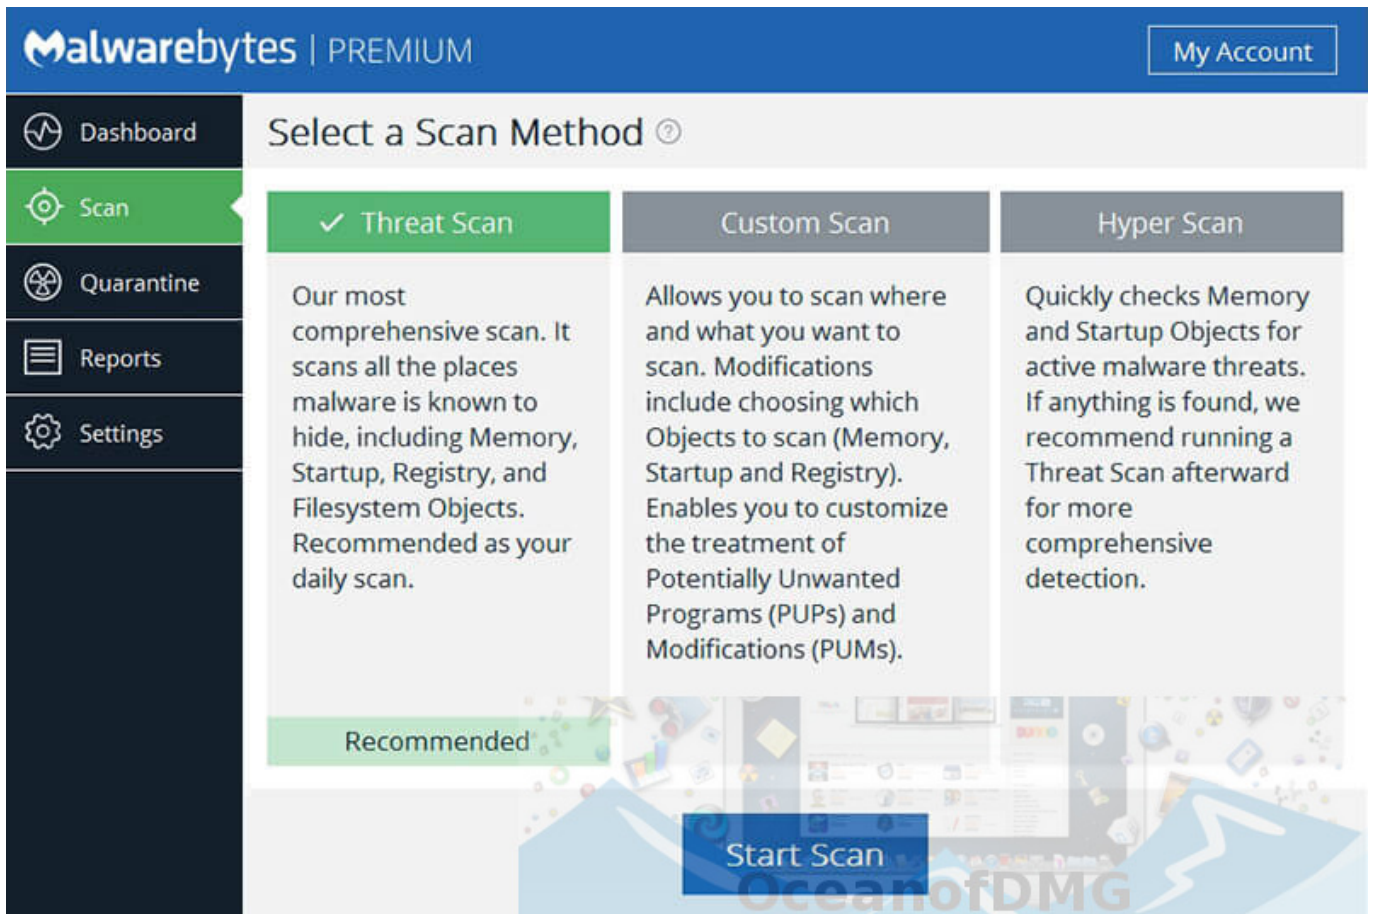 Malwarebytes | PREMIUM
My Account
Dashboard
Scan
Quarantine
Reports
Settings
Select a Scan Method ?
Threat Scan
Our most
comprehensive scan. It
scans all the places
malware is known to
hide, including Memory,
Startup, Registry, and
Filesystem Objects.
Recommended as your
daily scan.
Recommended
Custom Scan
Allows you to scan where
and what you want to
scan. Modifications
include choosing which
Objects to scan (Memory,
Startup and Registry).
Enables you to customize
the treatment of
Potentially Unwanted
Programs (PUPs) and
Modifications (PUMs).
Hyper Scan
Quickly checks Memory
and Startup Objects for
active malware threats.
If anything is found, we
recommend running a
Threat Scan afterward
for more
comprehensive
detection.
Start Scan
OceanofDMG